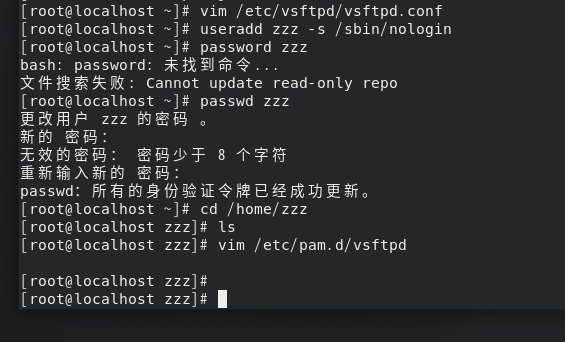 [root@localhost ~]# vim /etc/vsftpd/vsftpd.conf
[root@localhost ~]# useradd zzz -s /sbin/nologin
[root@localhost ~]# password zzz
bash: password: 未找到命令...
文件搜索失败: Cannot update read-only repo
[root@localhost ~]# passwd zzz
更改用户 zzz 的密码 。
新的 密码：
无效的密码： 密码少于 8 个字符
重新输入新的 密码：
passwd：所有的身份验证令牌已经成功更新。
[root@localhost ~]# cd /home/zzz
[root@localhost zzz]# ls
[root@localhost zzz]# vim /etc/pam.d/vsftpd
[root@localhost zzz]#
[root@localhost zzz]#